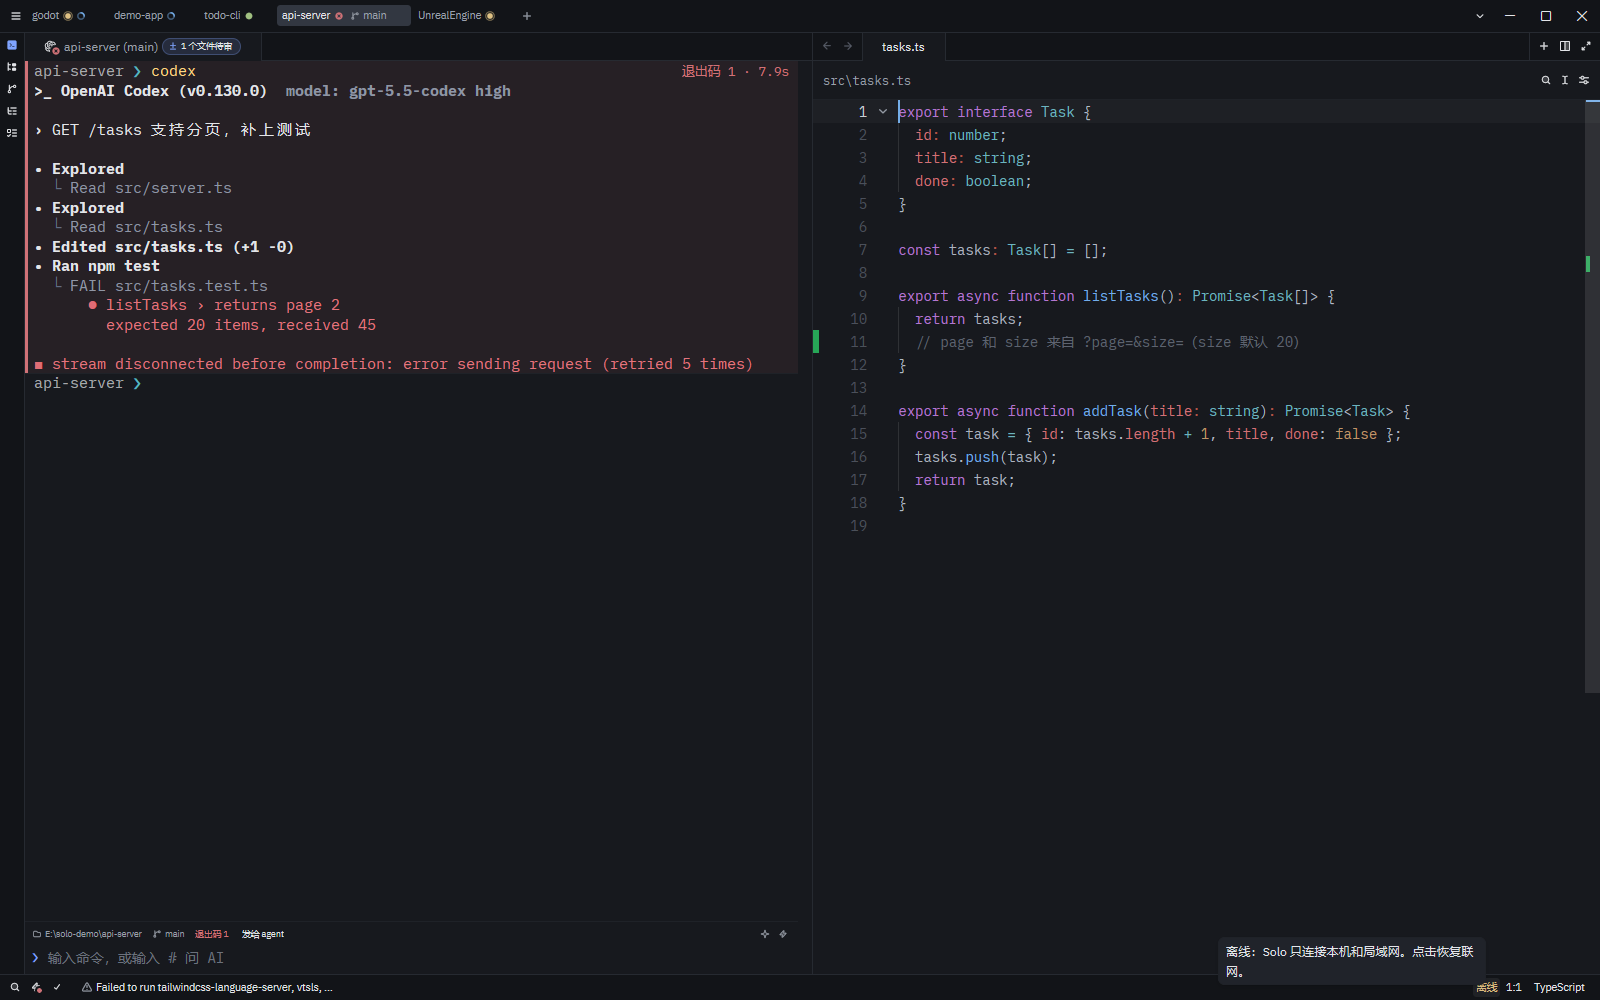 godot
demo-app
todo-cli
api-server main
UnrealEngine
api-server (main) 1 个文件待审
tasks.ts
api-server ❯ codex 退出码 1 · 7.9s
>_ OpenAI Codex (v0.130.0) model: gpt-5.5-codex high
› GET /tasks 支持分页，补上测试
• Explored
└ Read src/server.ts
• Explored
└ Read src/tasks.ts
• Edited src/tasks.ts (+1 -0)
• Ran npm test
└ FAIL src/tasks.test.ts
● listTasks › returns page 2
expected 20 items, received 45
■ stream disconnected before completion: error sending request (retried 5 times)
api-server ❯
src\tasks.ts
1 export interface Task {
2 id: number;
3 title: string;
4 done: boolean;
5 }
6
7 const tasks: Task[] = [];
8
9 export async function listTasks(): Promise<Task[]> {
10 return tasks;
11 // page 和 size 来自 ?page=&size= (size 默认 20)
12 }
13
14 export async function addTask(title: string): Promise<Task> {
15 const task = { id: tasks.length + 1, title, done: false };
16 tasks.push(task);
17 return task;
18 }
19
E:\solo-demo\api-server main 退出码 1 发给 agent
❯ 输入命令，或输入 # 问 AI
离线：Solo 只连接本机和局域网。点击恢复联
网。
Failed to run tailwindcss-language-server, vtsls, ...
离线 1:1 TypeScript